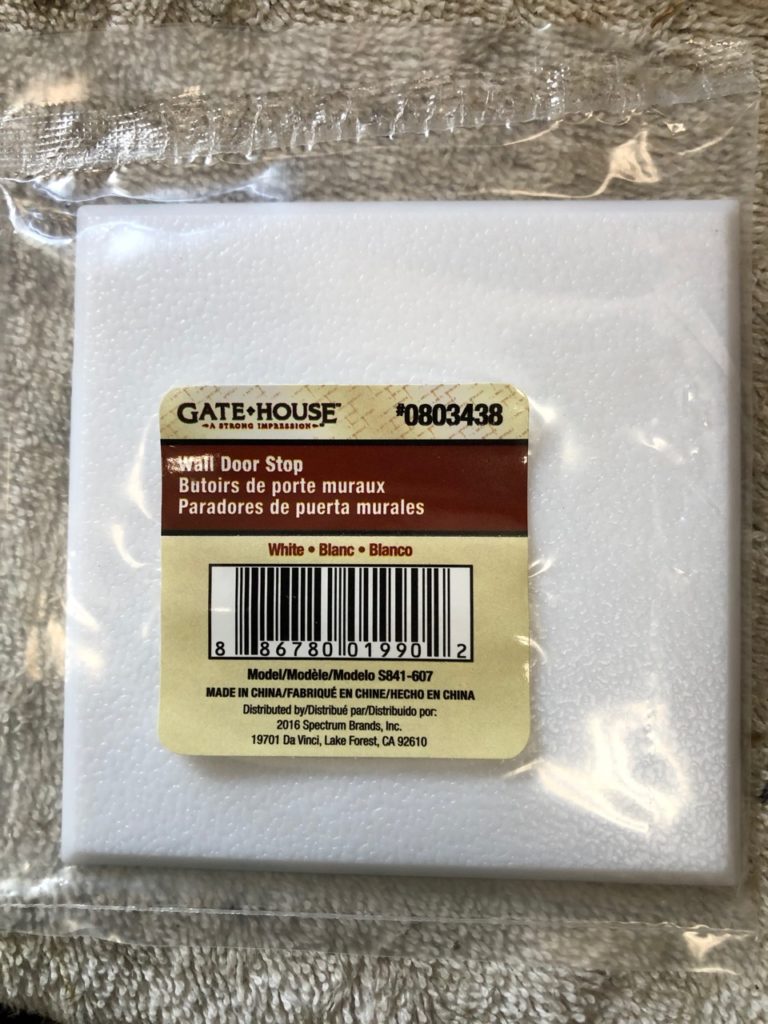 GATE HOUSE™ #0803438
A STRONG IMPRESSION
Wall Door Stop
Butoirs de porte muraux
Paradores de puerta murales
White • Blanc • Blanco
8 86780 01990 2
Model/Modèle/Modelo S841-607
MADE IN CHINA/FABRIQUÉ EN CHINE/HECHO EN CHINA
Distributed by/Distribué par/Distribuido por:
2016 Spectrum Brands, Inc.
19701 Da Vinci, Lake Forest, CA 92610